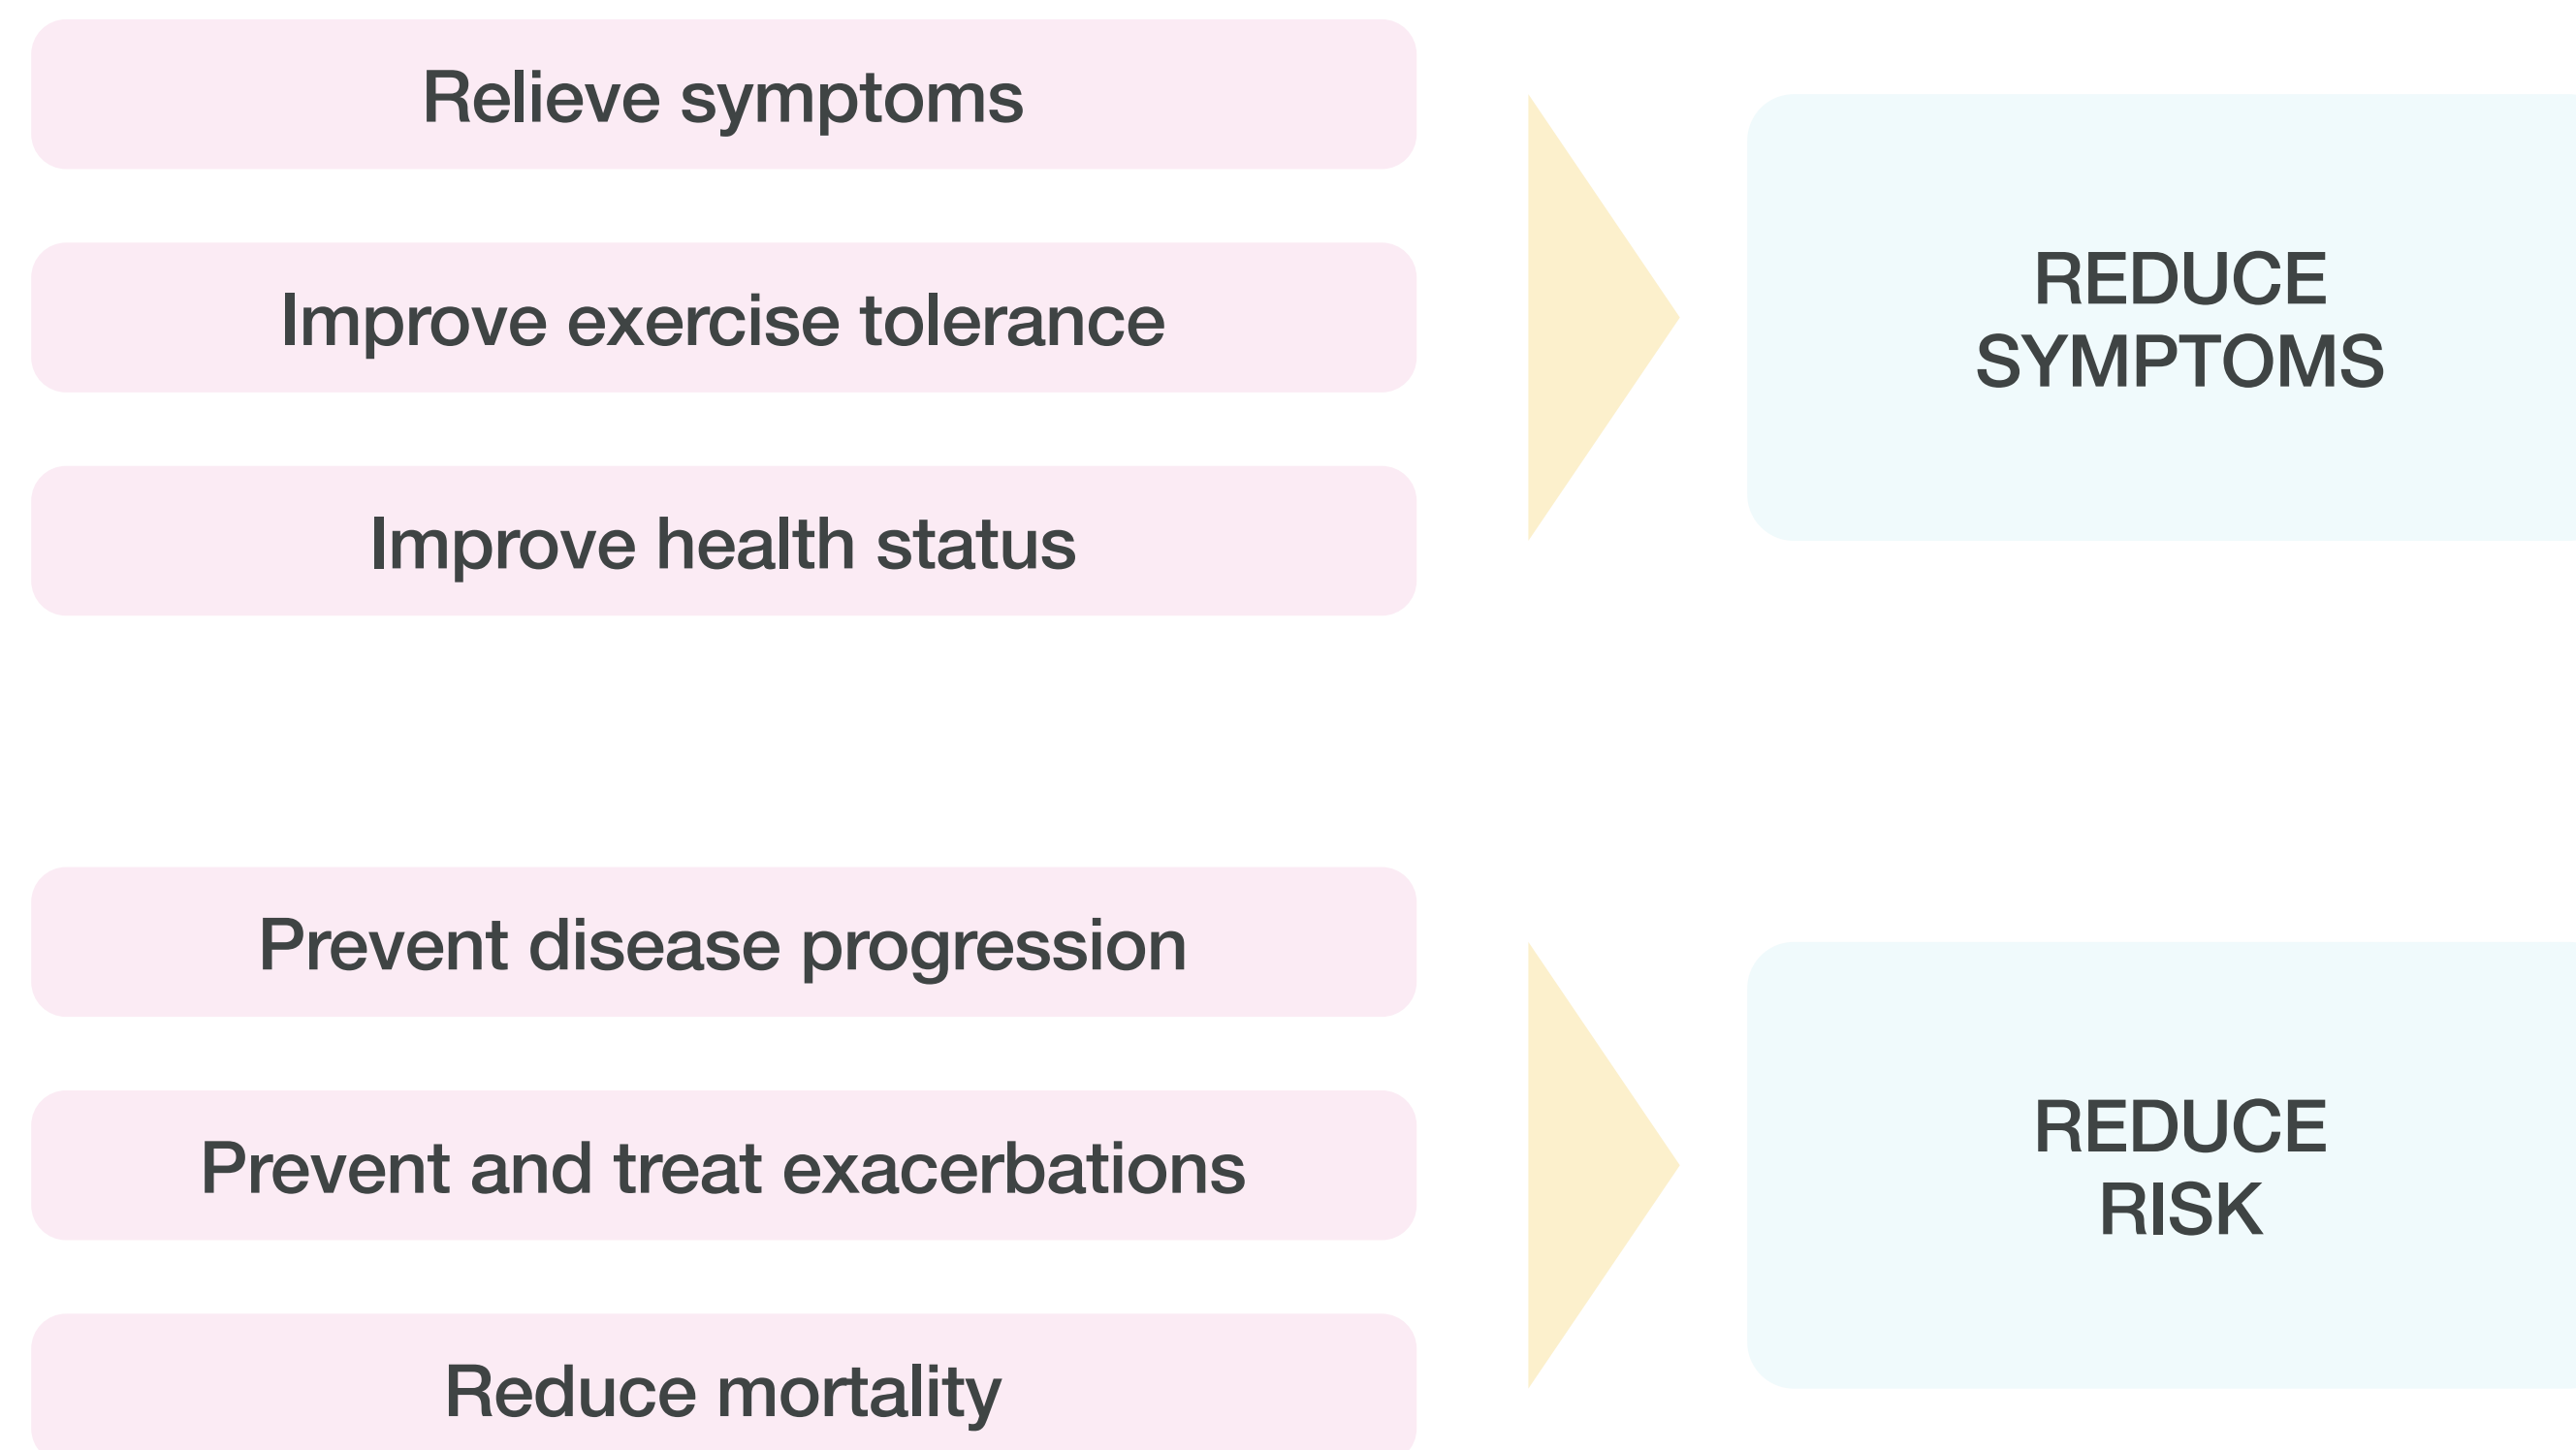 Relieve symptoms
Improve exercise tolerance
Improve health status
REDUCE
SYMPTOMS
Prevent disease progression
Prevent and treat exacerbations
Reduce mortality
REDUCE
RISK